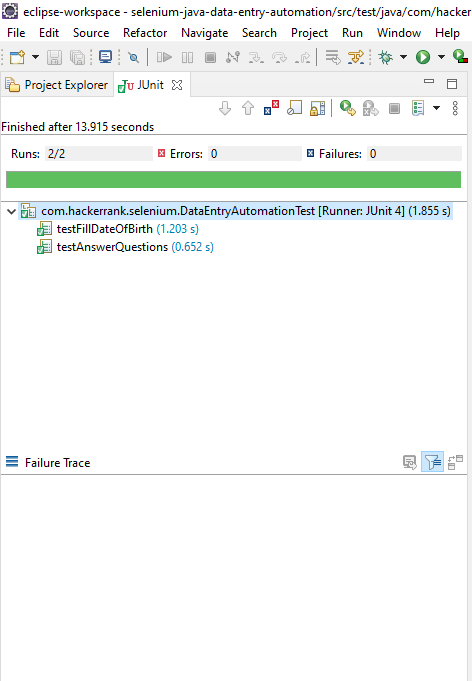 eclipse-workspace - selenium-java-data-entry-automation/src/test/java/com/hacker
File Edit Source Refactor Navigate Search Project Run Window Help
Project Explorer JUnit
Finished after 13.915 seconds
Runs: 2/2 Errors: 0 Failures: 0
com.hackerrank.selenium.DataEntryAutomationTest [Runner: JUnit 4] (1.855 s)
testFillDateOfBirth (1.203 s)
testAnswerQuestions (0.652 s)
Failure Trace